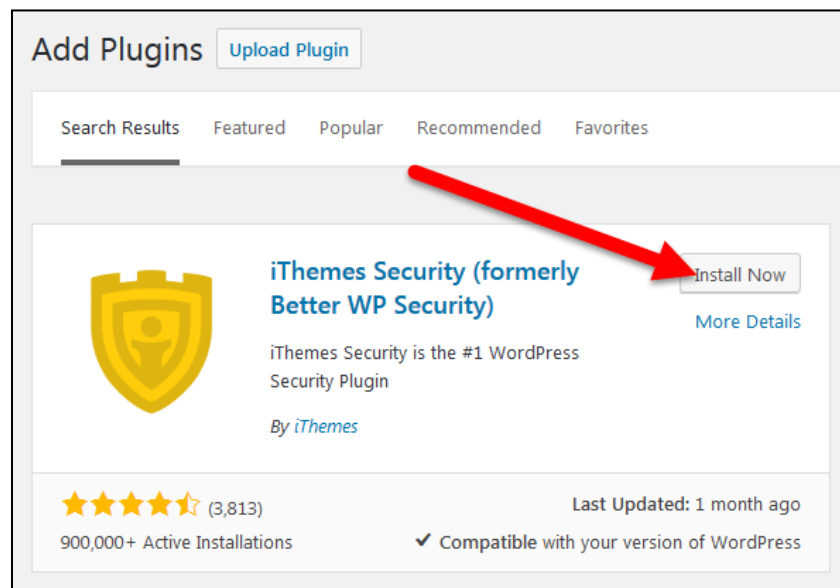 Add Plugins Upload Plugin
Search Results Featured Popular Recommended Favorites
iThemes Security (formerly
Better WP Security)
Install Now
More Details
iThemes Security is the #1 WordPress
Security Plugin
By iThemes
(3,813)
Last Updated: 1 month ago
900,000+ Active Installations
Compatible with your version of WordPress